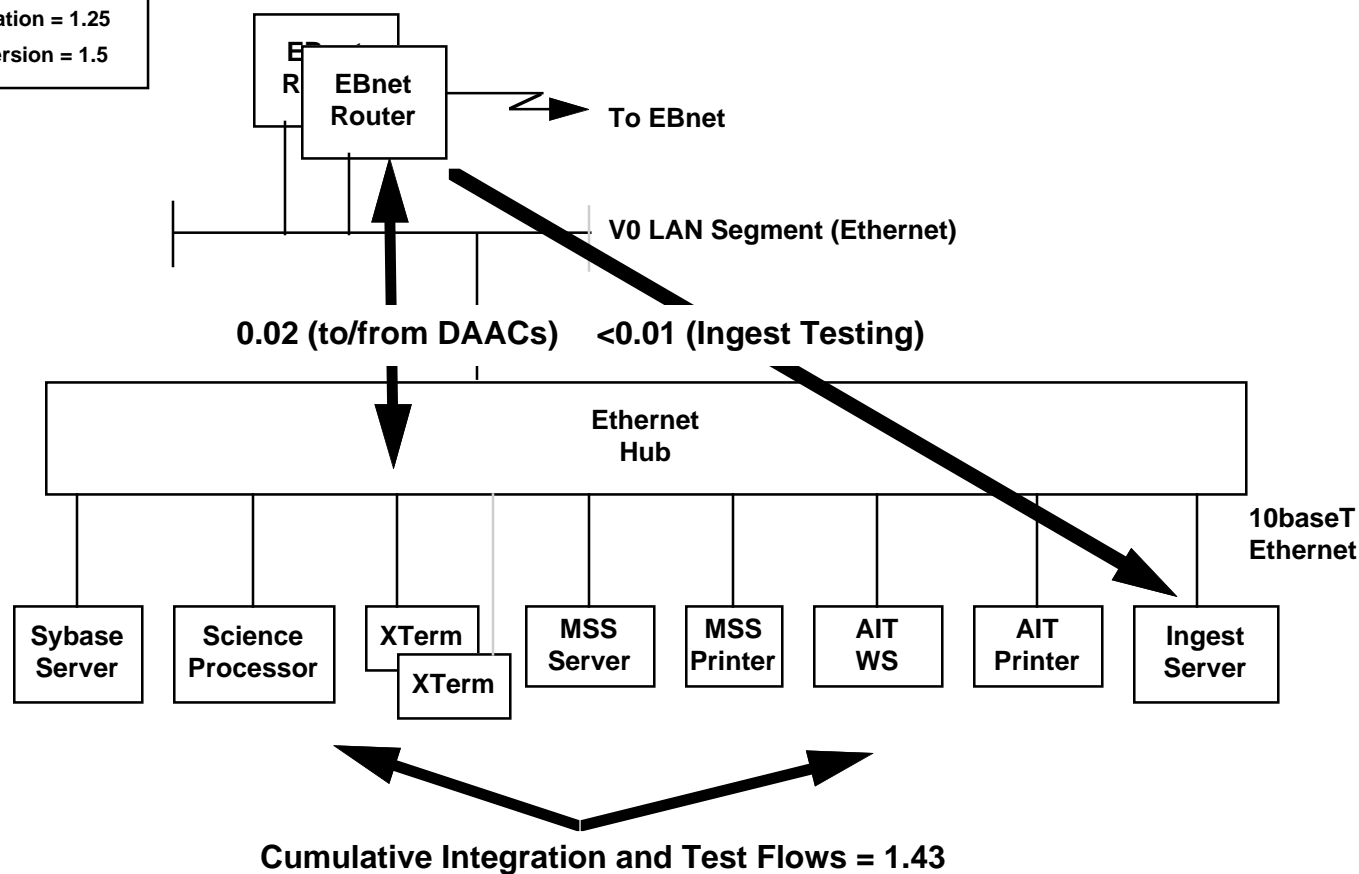 ation = 1.25
ersion = 1.5
EBnet
Router
To EBnet
V0 LAN Segment (Ethernet)
0.02 (to/from DAACs) <0.01 (Ingest Testing)
Ethernet
Hub
10baseT
Ethernet
Sybase
Server
Science
Processor
XTerm
XTerm
MSS
Server
MSS
Printer
AIT
WS
AIT
Printer
Ingest
Server
Cumulative Integration and Test Flows = 1.43